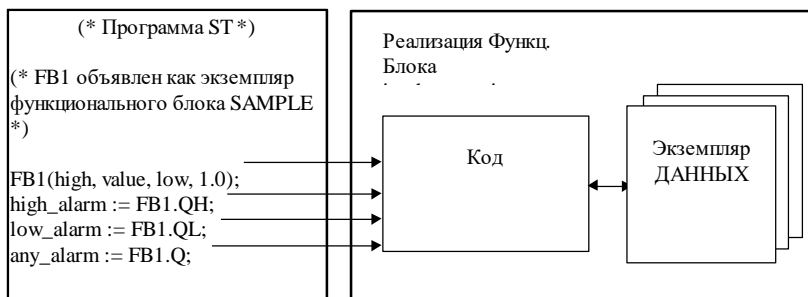 (* Программа ST *)
(* FB1 объявлен как экземпляр
функционального блока SAMPLE
*)
FB1(high, value, low, 1.0);
high_alarm := FB1.QH;
low_alarm := FB1.QL;
any_alarm := FB1.Q;
Реализация Функц.
Блока
Код
Экземпляр
ДАННЫХ